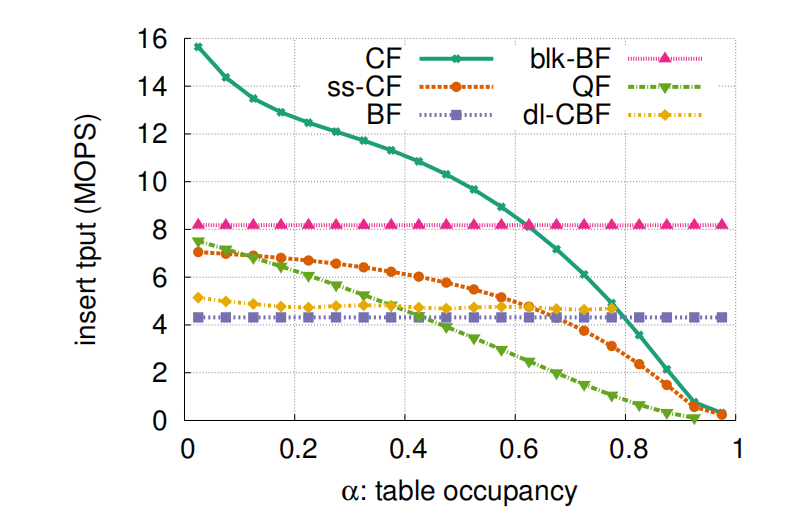 16
14
12
10
8
6
4
2
0
insert tput (MOPS)
CF
ss-CF
BF
blk-BF
QF
dl-CBF
0 0.2 0.4 0.6 0.8 1
α: table occupancy